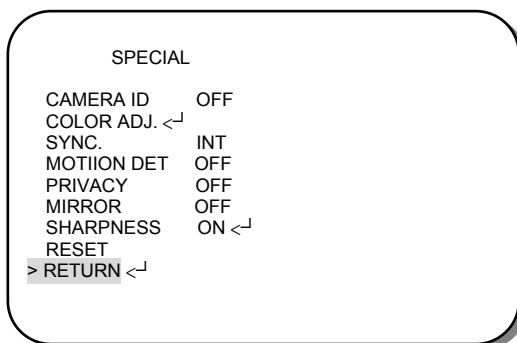 SPECIAL
CAMERA ID OFF
COLOR ADJ. <┘
SYNC. INT
MOTIION DET OFF
PRIVACY OFF
MIRROR OFF
SHARPNESS ON <┘
RESET
> RETURN <┘